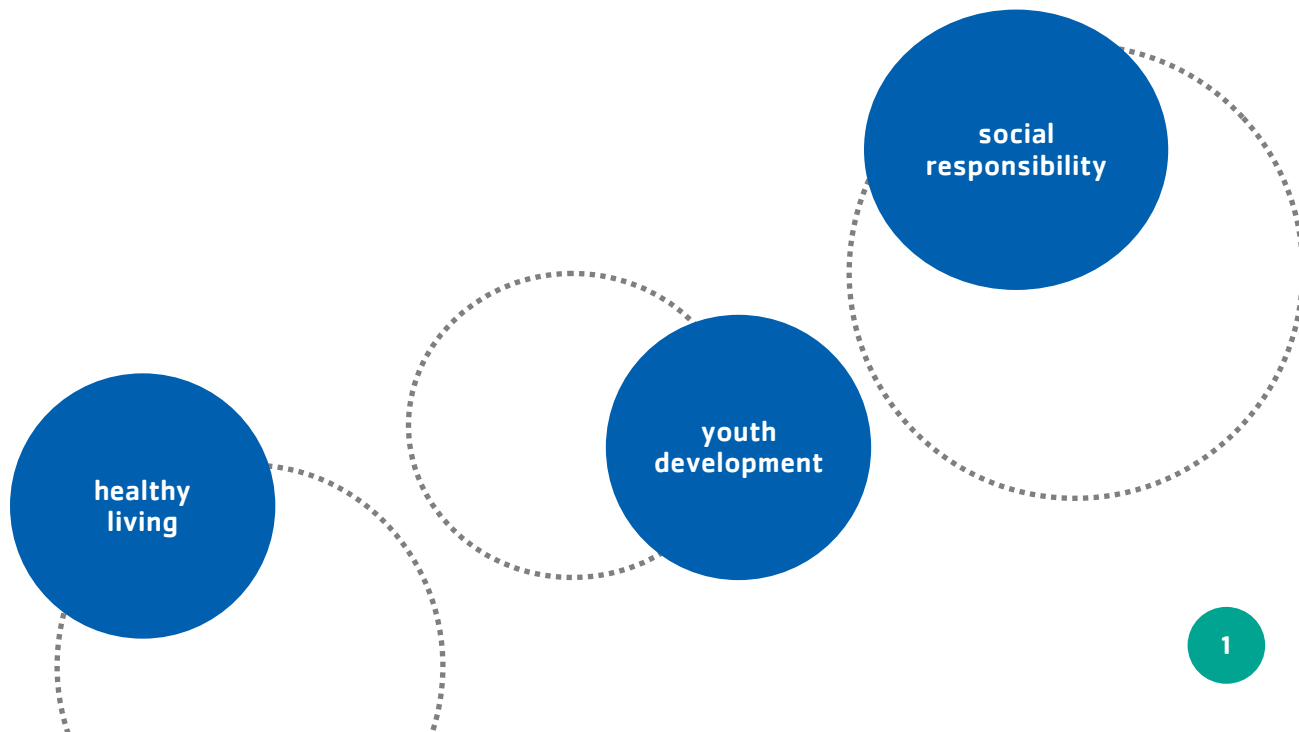 social
responsibility
youth
development
healthy
living
1